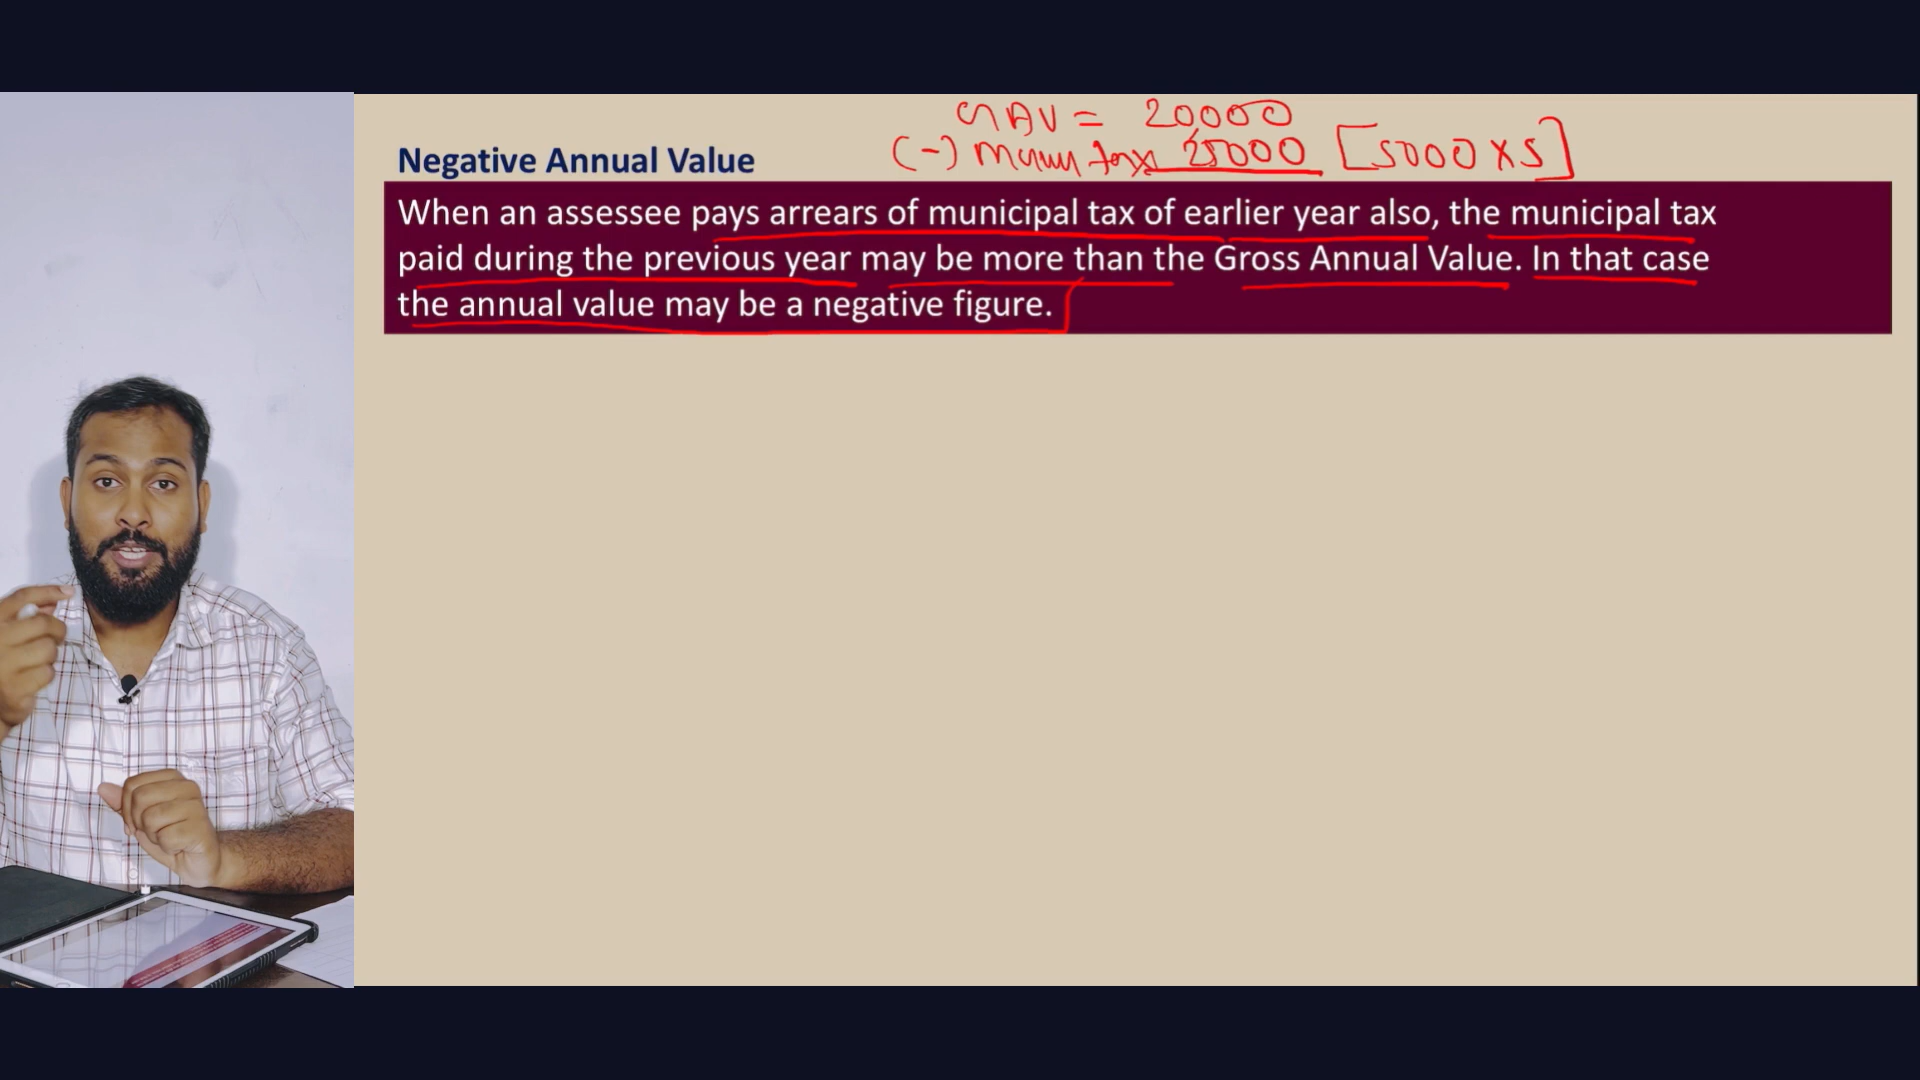 GAV = 20000
(-) Muni tax 25000 [5000 x 5]
Negative Annual Value
When an assessee pays arrears of municipal tax of earlier year also, the municipal tax
paid during the previous year may be more than the Gross Annual Value. In that case
the annual value may be a negative figure.